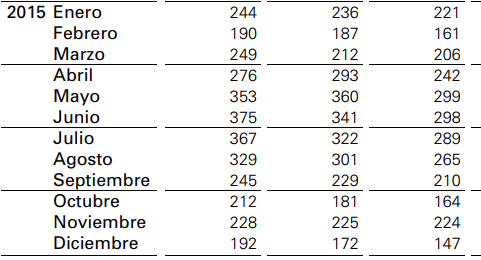 2015 Enero 244 236 221
Febrero 190 187 161
Marzo 249 212 206
Abril 276 293 242
Mayo 353 360 299
Junio 375 341 298
Julio 367 322 289
Agosto 329 301 265
Septiembre 245 229 210
Octubre 212 181 164
Noviembre 228 225 224
Diciembre 192 172 147